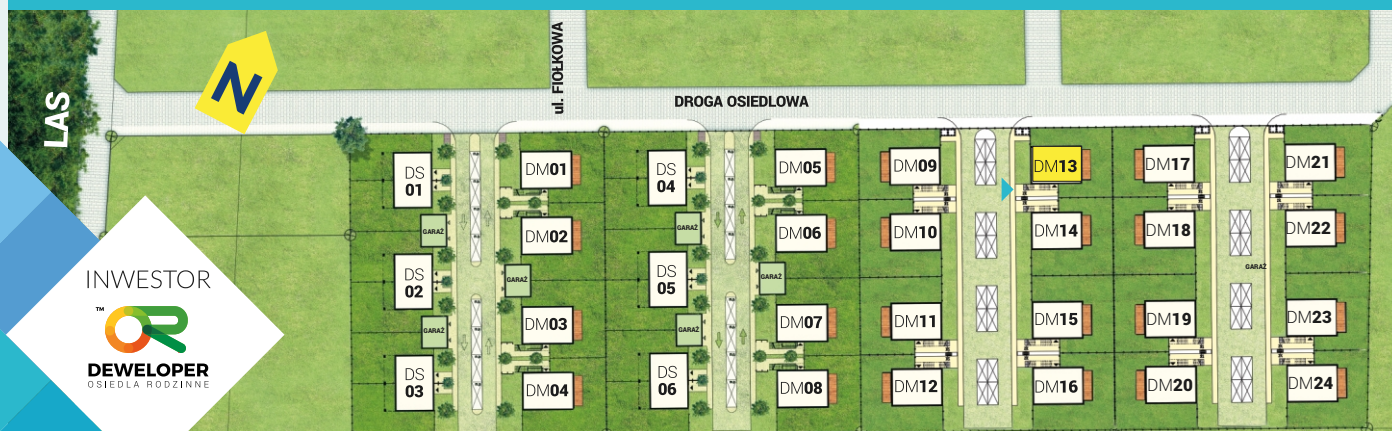 LAS
N
ul. FIOŁKOWA
DROGA OSIEDLOWA
DS
01
DM01
DS
04
DM05
DM09
DM13
DM17
DM21
GARAŻ
DM02
GARAŻ
DM06
DM10
DM14
DM18
DM22
DS
02
GARAŻ
DS
05
GARAŻ
GARAŻ
GARAŻ
DM03
GARAŻ
DM07
DM11
DM15
DM19
DM23
DS
03
DM04
DS
06
DM08
DM12
DM16
DM20
DM24
INWESTOR
™
OR
DEWELOPER
OSIEDLA RODZINNE